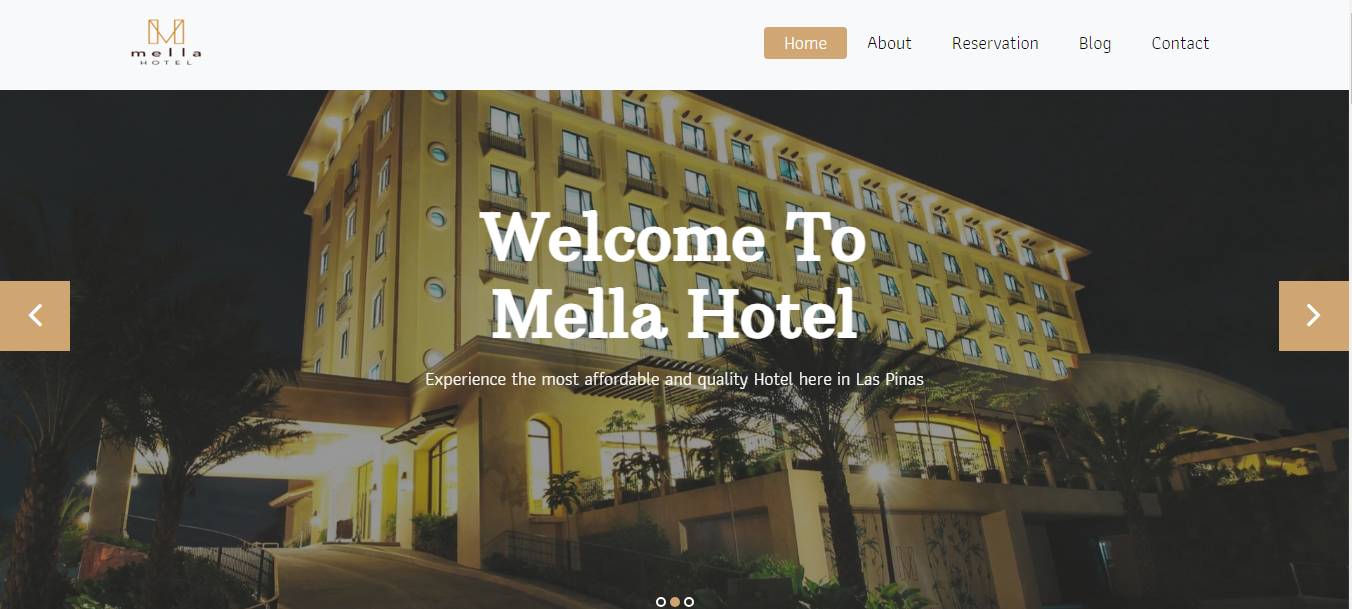 mella
HOTEL
Home
About
Reservation
Blog
Contact
Welcome To
Mella Hotel
Experience the most affordable and quality Hotel here in Las Pinas